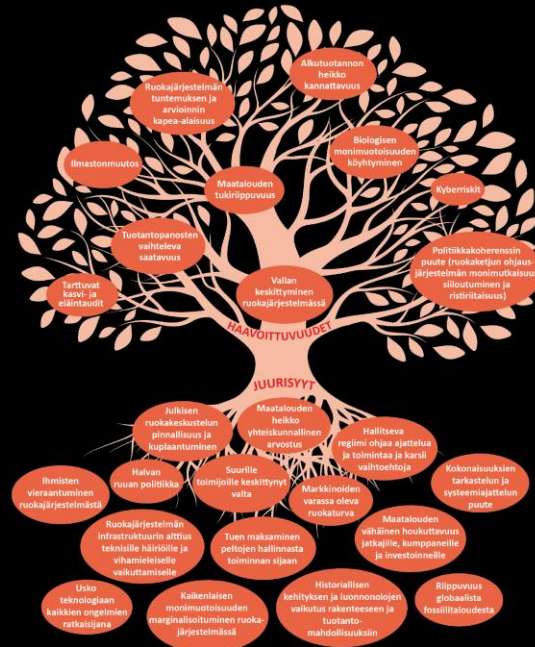 Alkutuotannon
heikko
kannattavuus
Ruokajärjestelmän
tuntemuksen ja
arvioinnin
kapea-alaisuus
Biologisen
monimuotoisuuden
köyhtyminen
Ilmastonmuutos
Maatalouden
tukiriippuvuus
Kyberriskit
Tuotantopanosten
vaihteleva
saatavuus
Politiikkakoherenssin
puute (ruokaketjun ohjaus-
järjestelmän monimutkaisuus,
siiloutuminen ja
ristiriitaisuus)
Tarttuvat
kasvi- ja
eläintaudit
Vallan
keskittyminen
ruokajärjestelmässä
HAAVOITTUVUUDET
JUURISYYT
Julkisen
ruokakeskustelun
pinnallisuus ja
kuplaantuminen
Maatalouden
heikko
yhteiskunnallinen
arvostus
Hallitseva
regiimi ohjaa ajattelua
ja toimintaa ja karsii
vaihtoehtoja
Ihmisten
vieraantuminen
ruokajärjestelmästä
Halvan
ruuan politiikka
Suurille
toimijoille
keskittynyt
valta
Markkinoiden
varassa oleva
ruokaturva
Kokonaisuuksien
tarkastelun ja
systeemiajattelun
puute
Ruokajärjestelmän
infrastruktuurin alttius
teknisille häiriöille ja
vihamieleiselle
vaikuttamiselle
Tuen maksaminen
peltojen hallinnasta
toiminnan sijaan
Maatalouden
vähäinen houkuttavuus
jatkajille, kumppaneille
ja investoinneille
Usko
teknologiaan
kaikkien ongelmien
ratkaisijana
Kaikenlaisen
monimuotoisuuden
marginalisoituminen ruoka-
järjestelmässä
Historiallisen
kehityksen ja luonnonolojen
vaikutus rakenteeseen ja
tuotanto-
mahdollisuuksiin
Riippuvuus
globaalista
fossiilitaloudesta